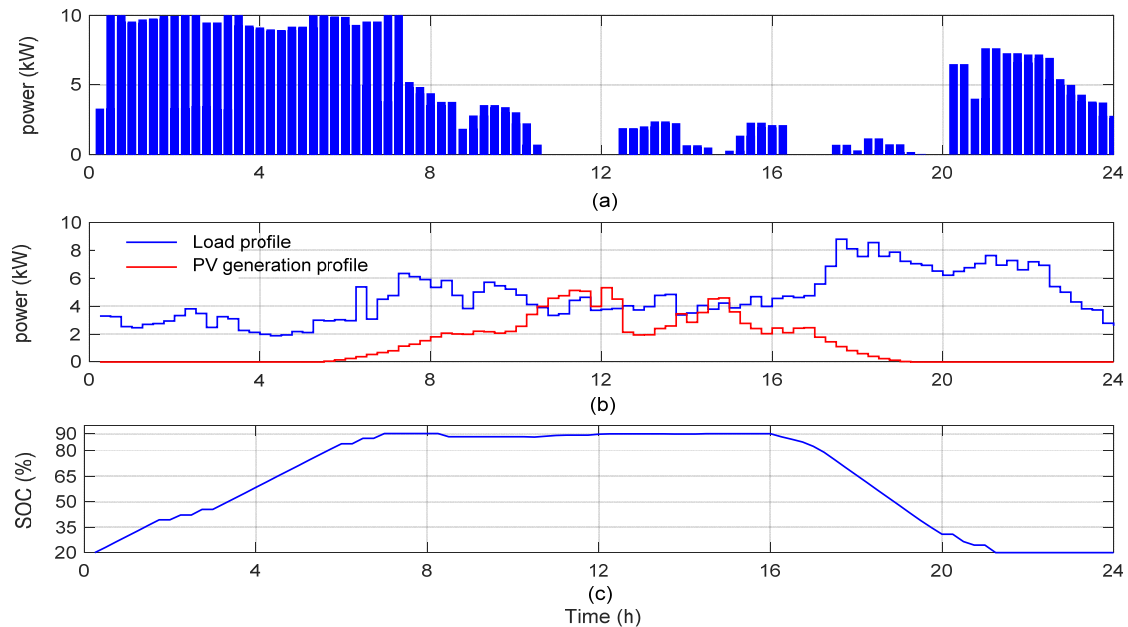 10
5
0
power (kW)
0 4 8 12 16 20 24
(a)
10
8
6
4
2
0
power (kW)
Load profile
PV generation profile
0 4 8 12 16 20 24
(b)
90
80
65
50
35
20
SOC (%)
0 4 8 12 16 20 24
(c)
Time (h)